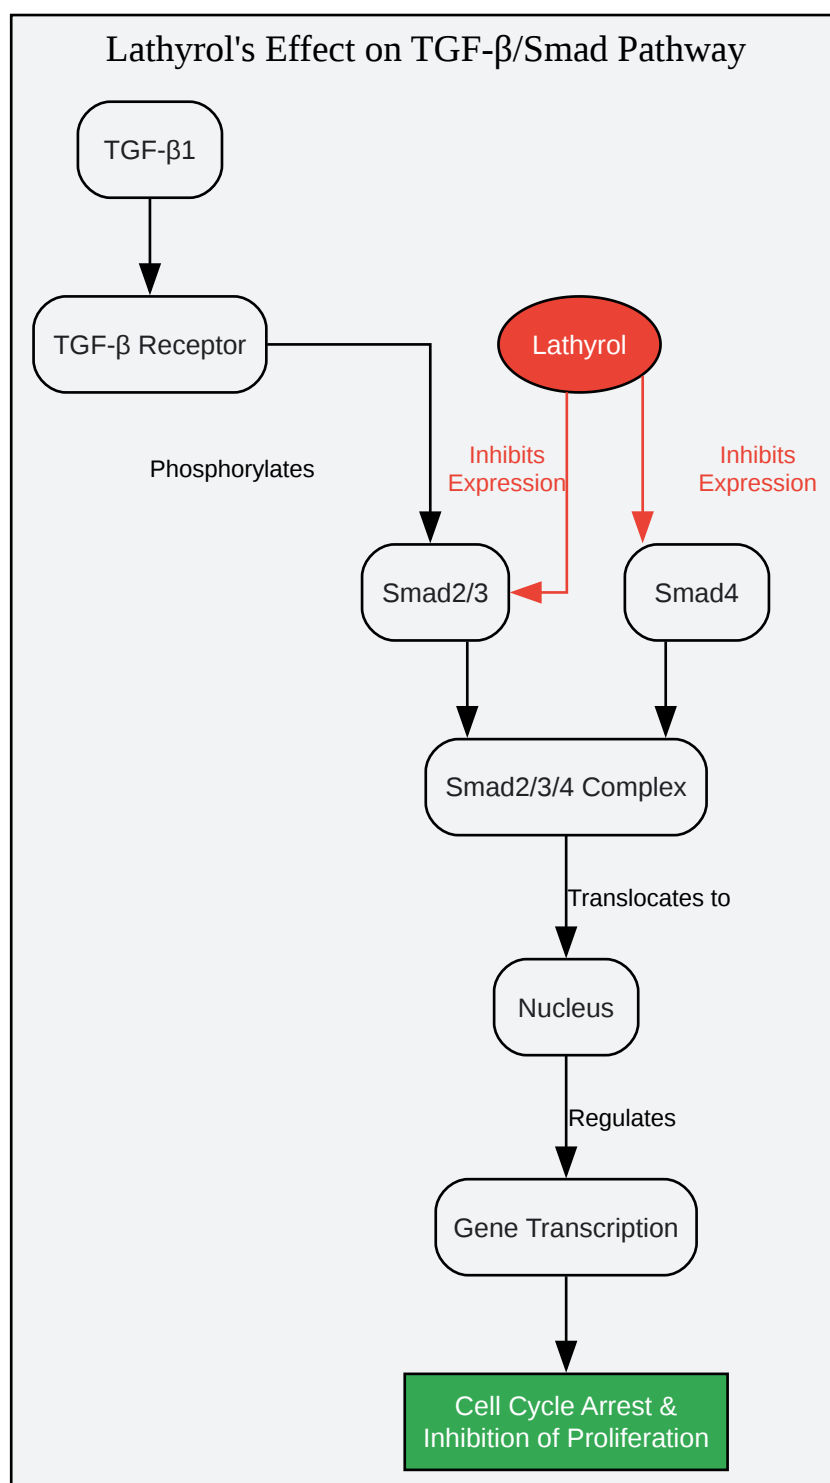 Lathyrol's Effect on TGF-β/Smad Pathway
TGF-β1
TGF-β Receptor
Lathyrol
Phosphorylates
Inhibits
Expression
Inhibits
Expression
Smad2/3
Smad4
Smad2/3/4 Complex
Translocates to
Nucleus
Regulates
Gene Transcription
Cell Cycle Arrest &
Inhibition of Proliferation